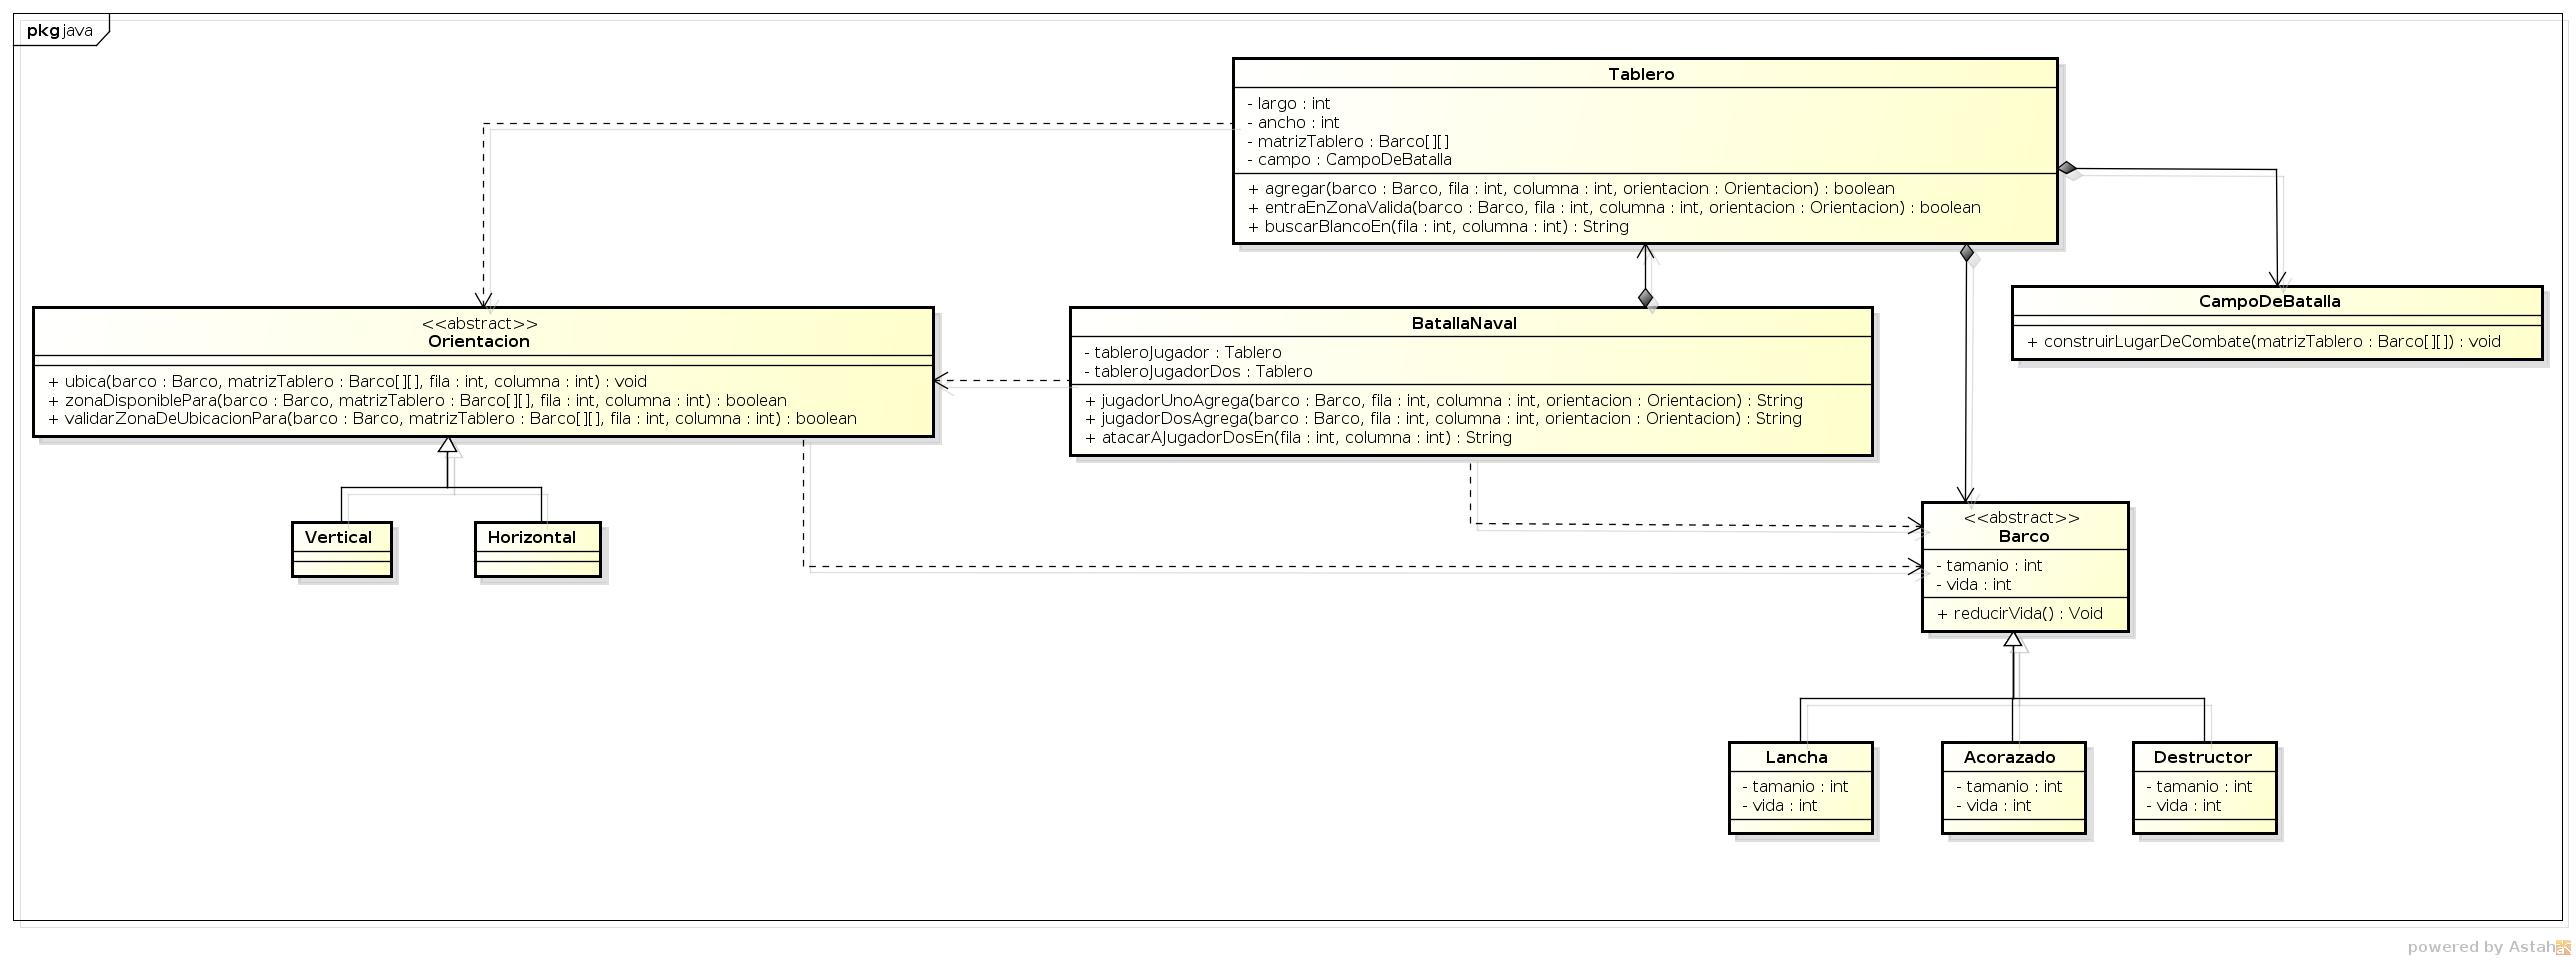 pkg java
Tablero
- largo : int
- ancho : int
- matrizTablero : Barco[][]
- campo : CampoDeBatalla
+ agregar(barco : Barco, fila : int, columna : int, orientacion : Orientacion) : boolean
+ entraEnZonaValida(barco : Barco, fila : int, columna : int, orientacion : Orientacion) : boolean
+ buscarBlancoEn(fila : int, columna : int) : String
<<abstract>>
Orientacion
+ ubica(barco : Barco, matrizTablero : Barco[][], fila : int, columna : int) : void
+ zonaDisponiblePara(barco : Barco, matrizTablero : Barco[][], fila : int, columna : int) : boolean
+ validarZonaDeUbicacionPara(barco : Barco, matrizTablero : Barco[][], fila : int, columna : int) : boolean
BatallaNaval
- tableroJugador : Tablero
- tableroJugadorDos : Tablero
+ jugadorUnoAgrega(barco : Barco, fila : int, columna : int, orientacion : Orientacion) : String
+ jugadorDosAgrega(barco : Barco, fila : int, columna : int, orientacion : Orientacion) : String
+ atacarAJugadorDosEn(fila : int, columna : int) : String
CampoDeBatalla
+ construirLugarDeCombate(matrizTablero : Barco[][]) : void
Vertical
Horizontal
<<abstract>>
Barco
- tamanio : int
- vida : int
+ reducirVida() : Void
Lancha
- tamanio : int
- vida : int
Acorazado
- tamanio : int
- vida : int
Destructor
- tamanio : int
- vida : int
powered by Astah